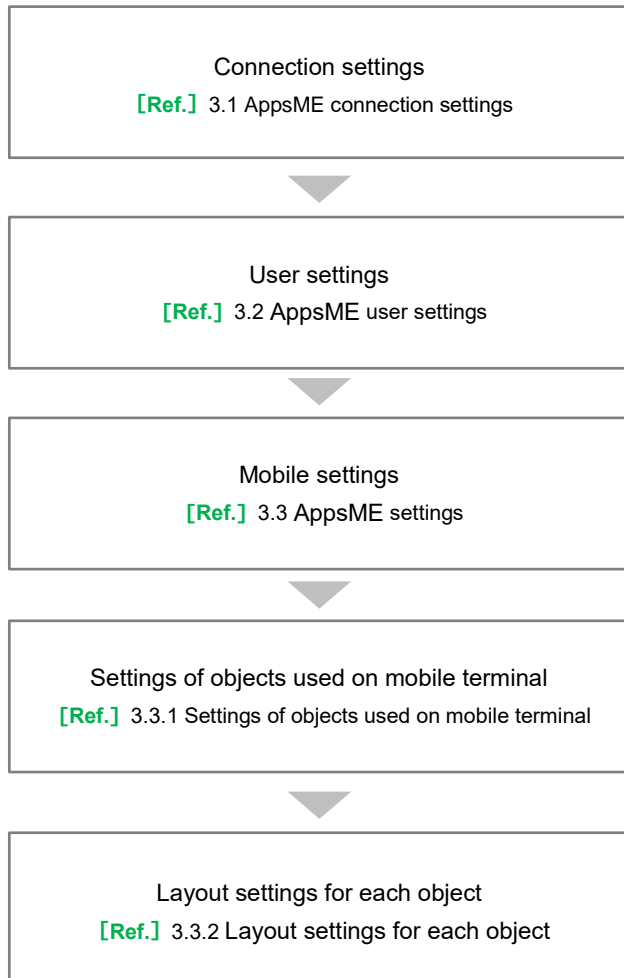 Connection settings
[Ref.] 3.1 AppsME connection settings
User settings
[Ref.] 3.2 AppsME user settings
Mobile settings
[Ref.] 3.3 AppsME settings
Settings of objects used on mobile terminal
[Ref.] 3.3.1 Settings of objects used on mobile terminal
Layout settings for each object
[Ref.] 3.3.2 Layout settings for each object